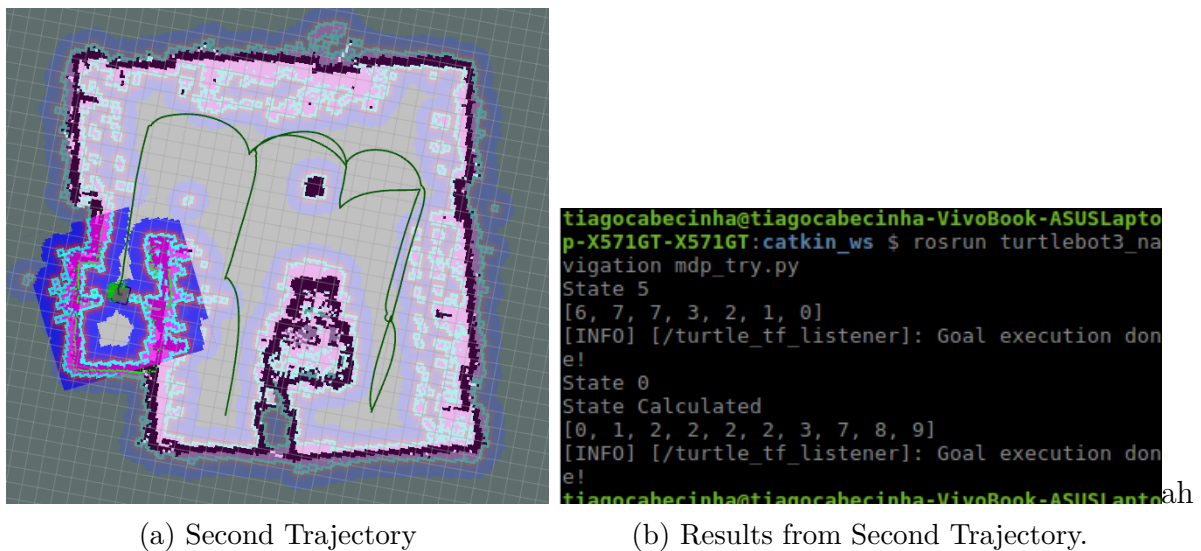 tiagocabecinha@tiagocabecinha-VivoBook-ASUSLapto
p-X571GT-X571GT:catkin_ws $ rosrun turtlebot3_na
vigation mdp_try.py
State 5
[6, 7, 7, 3, 2, 1, 0]
[INFO] [/turtle_tf_listener]: Goal execution don
e!
State 0
State Calculated
[0, 1, 2, 2, 2, 2, 3, 7, 8, 9]
[INFO] [/turtle_tf_listener]: Goal execution don
e!
tiagocabecinha@tiagocabecinha-VivoBook-ASUSLapto
ah
(a) Second Trajectory
(b) Results from Second Trajectory.